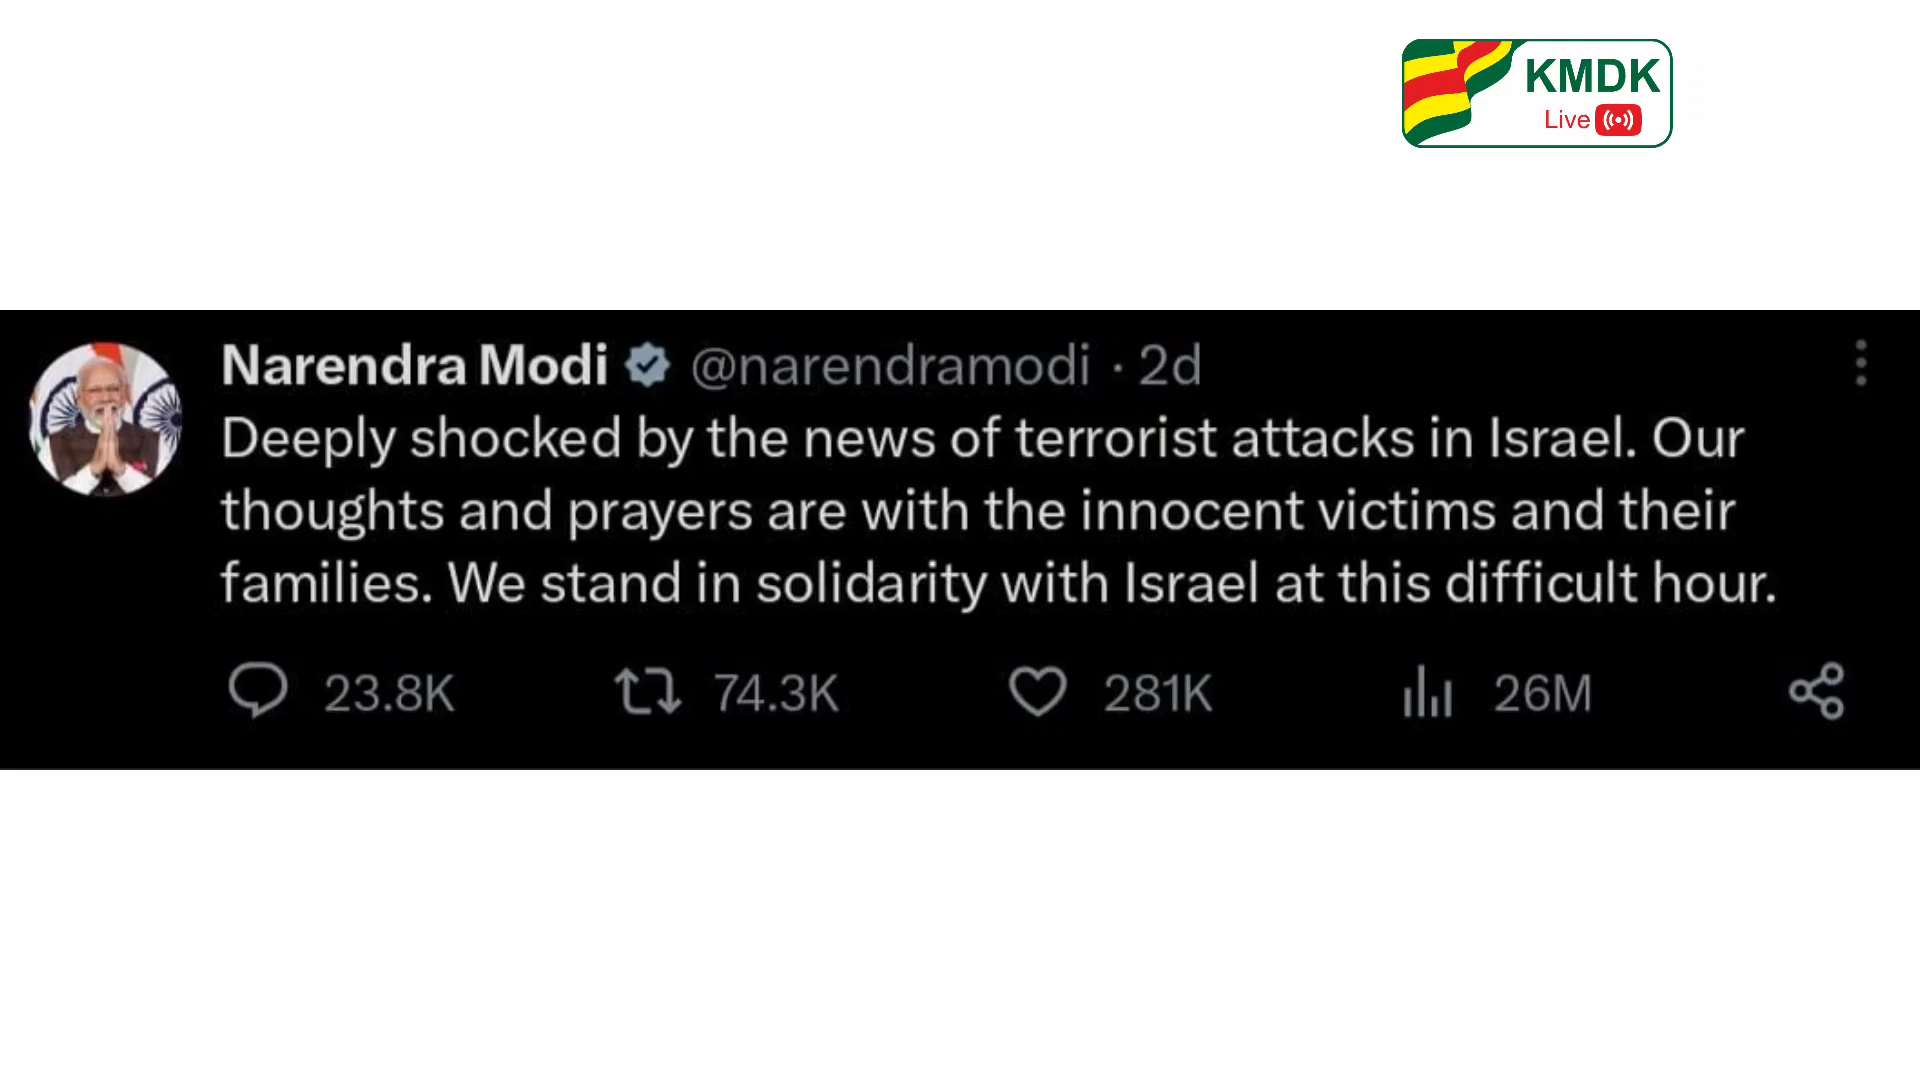 KMDK
Live
Narendra Modi @narendramodi · 2d
Deeply shocked by the news of terrorist attacks in Israel. Our
thoughts and prayers are with the innocent victims and their
families. We stand in solidarity with Israel at this difficult hour.
23.8K 74.3K 281K 26M